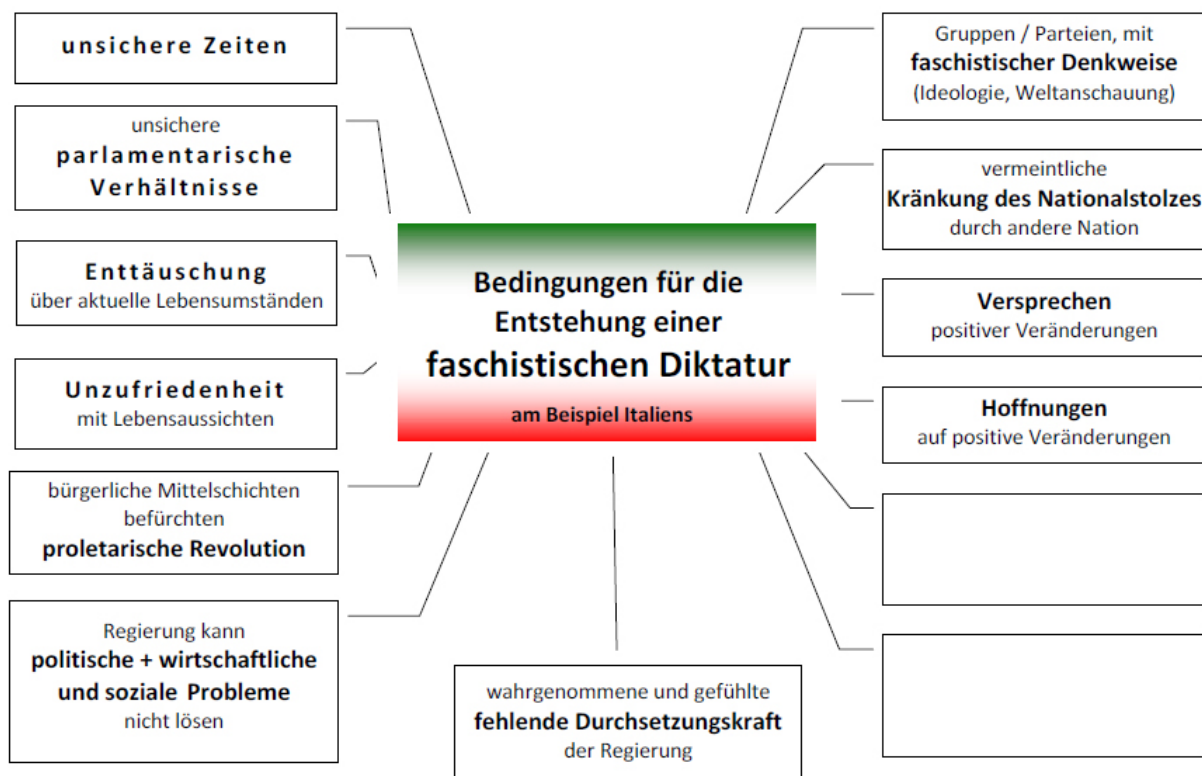 unsichere Zeiten
unsichere
parlamentarische
Verhältnisse
Enttäuschung
über aktuelle Lebensumständen
Unzufriedenheit
mit Lebensaussichten
bürgerliche Mittelschichten
befürchten
proletarische Revolution
Regierung kann
politische + wirtschaftliche
und soziale Probleme
nicht lösen
Bedingungen für die
Entstehung einer
faschistischen Diktatur
am Beispiel Italiens
wahrgenommene und gefühlte
fehlende Durchsetzungskraft
der Regierung
Gruppen / Parteien, mit
faschistischer Denkweise
(Ideologie, Weltanschauung)
vermeintliche
Kränkung des Nationalstolzes
durch andere Nation
Versprechen
positiver Veränderungen
Hoffnungen
auf positive Veränderungen